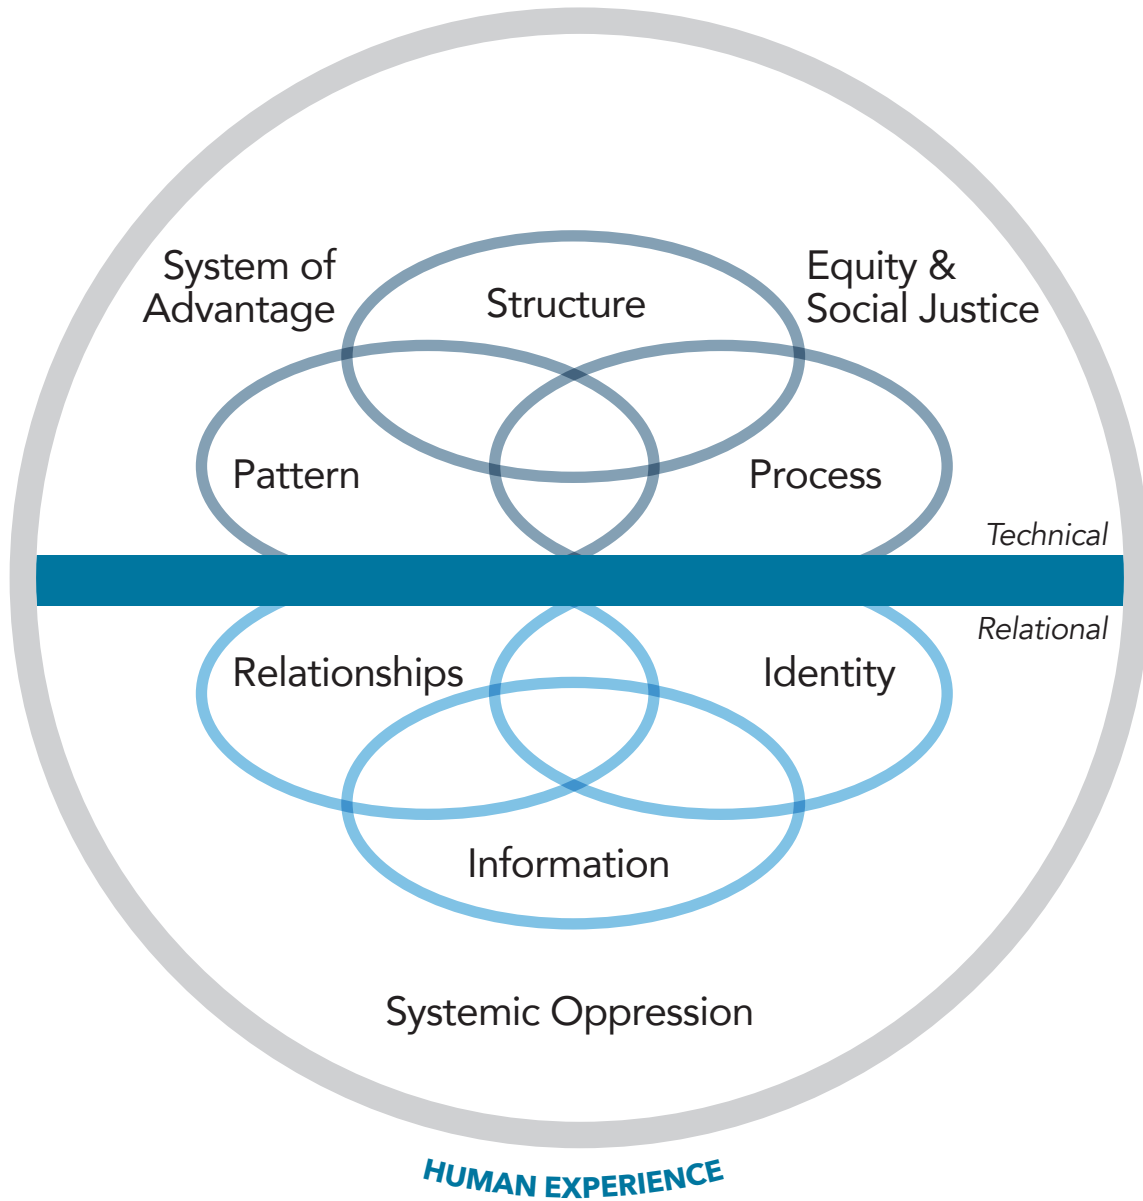 System of
Advantage
Structure
Equity &
Social Justice
Pattern
Process
Technical
Relational
Relationships
Identity
Information
Systemic Oppression
HUMAN EXPERIENCE